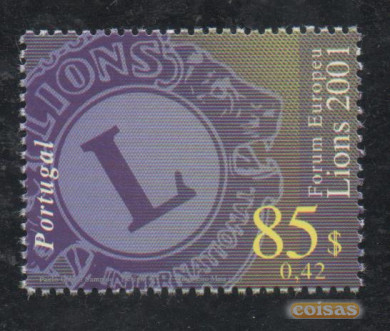 LIONS
L
INTERNATIONAL
Portugal
Forum Europeu
Lions 2001
85$
0.42
coisas